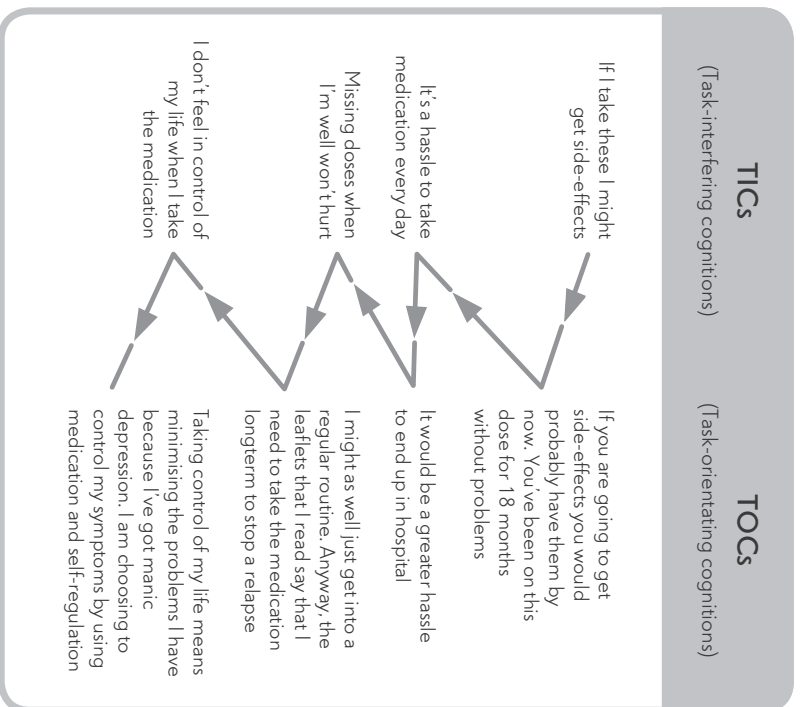 TICs
(Task-interfering cognitions)
TOCs
(Task-orientating cognitions)
If I take these I might
get side-effects
If you are going to get
side-effects you would
probably have them by
now. You've been on this
dose for 18 months
without problems
It's a hassle to take
medication every day
It would be a greater hassle
to end up in hospital
Missing doses when
I'm well won't hurt
I might as well just get into a
regular routine. Anyway, the
leaflets that I read say that I
need to take the medication
longterm to stop a relapse
I don't feel in control of
my life when I take
the medication
Taking control of my life means
minimising the problems I have
because I've got manic
depression. I am choosing to
control my symptoms by using
medication and self-regulation